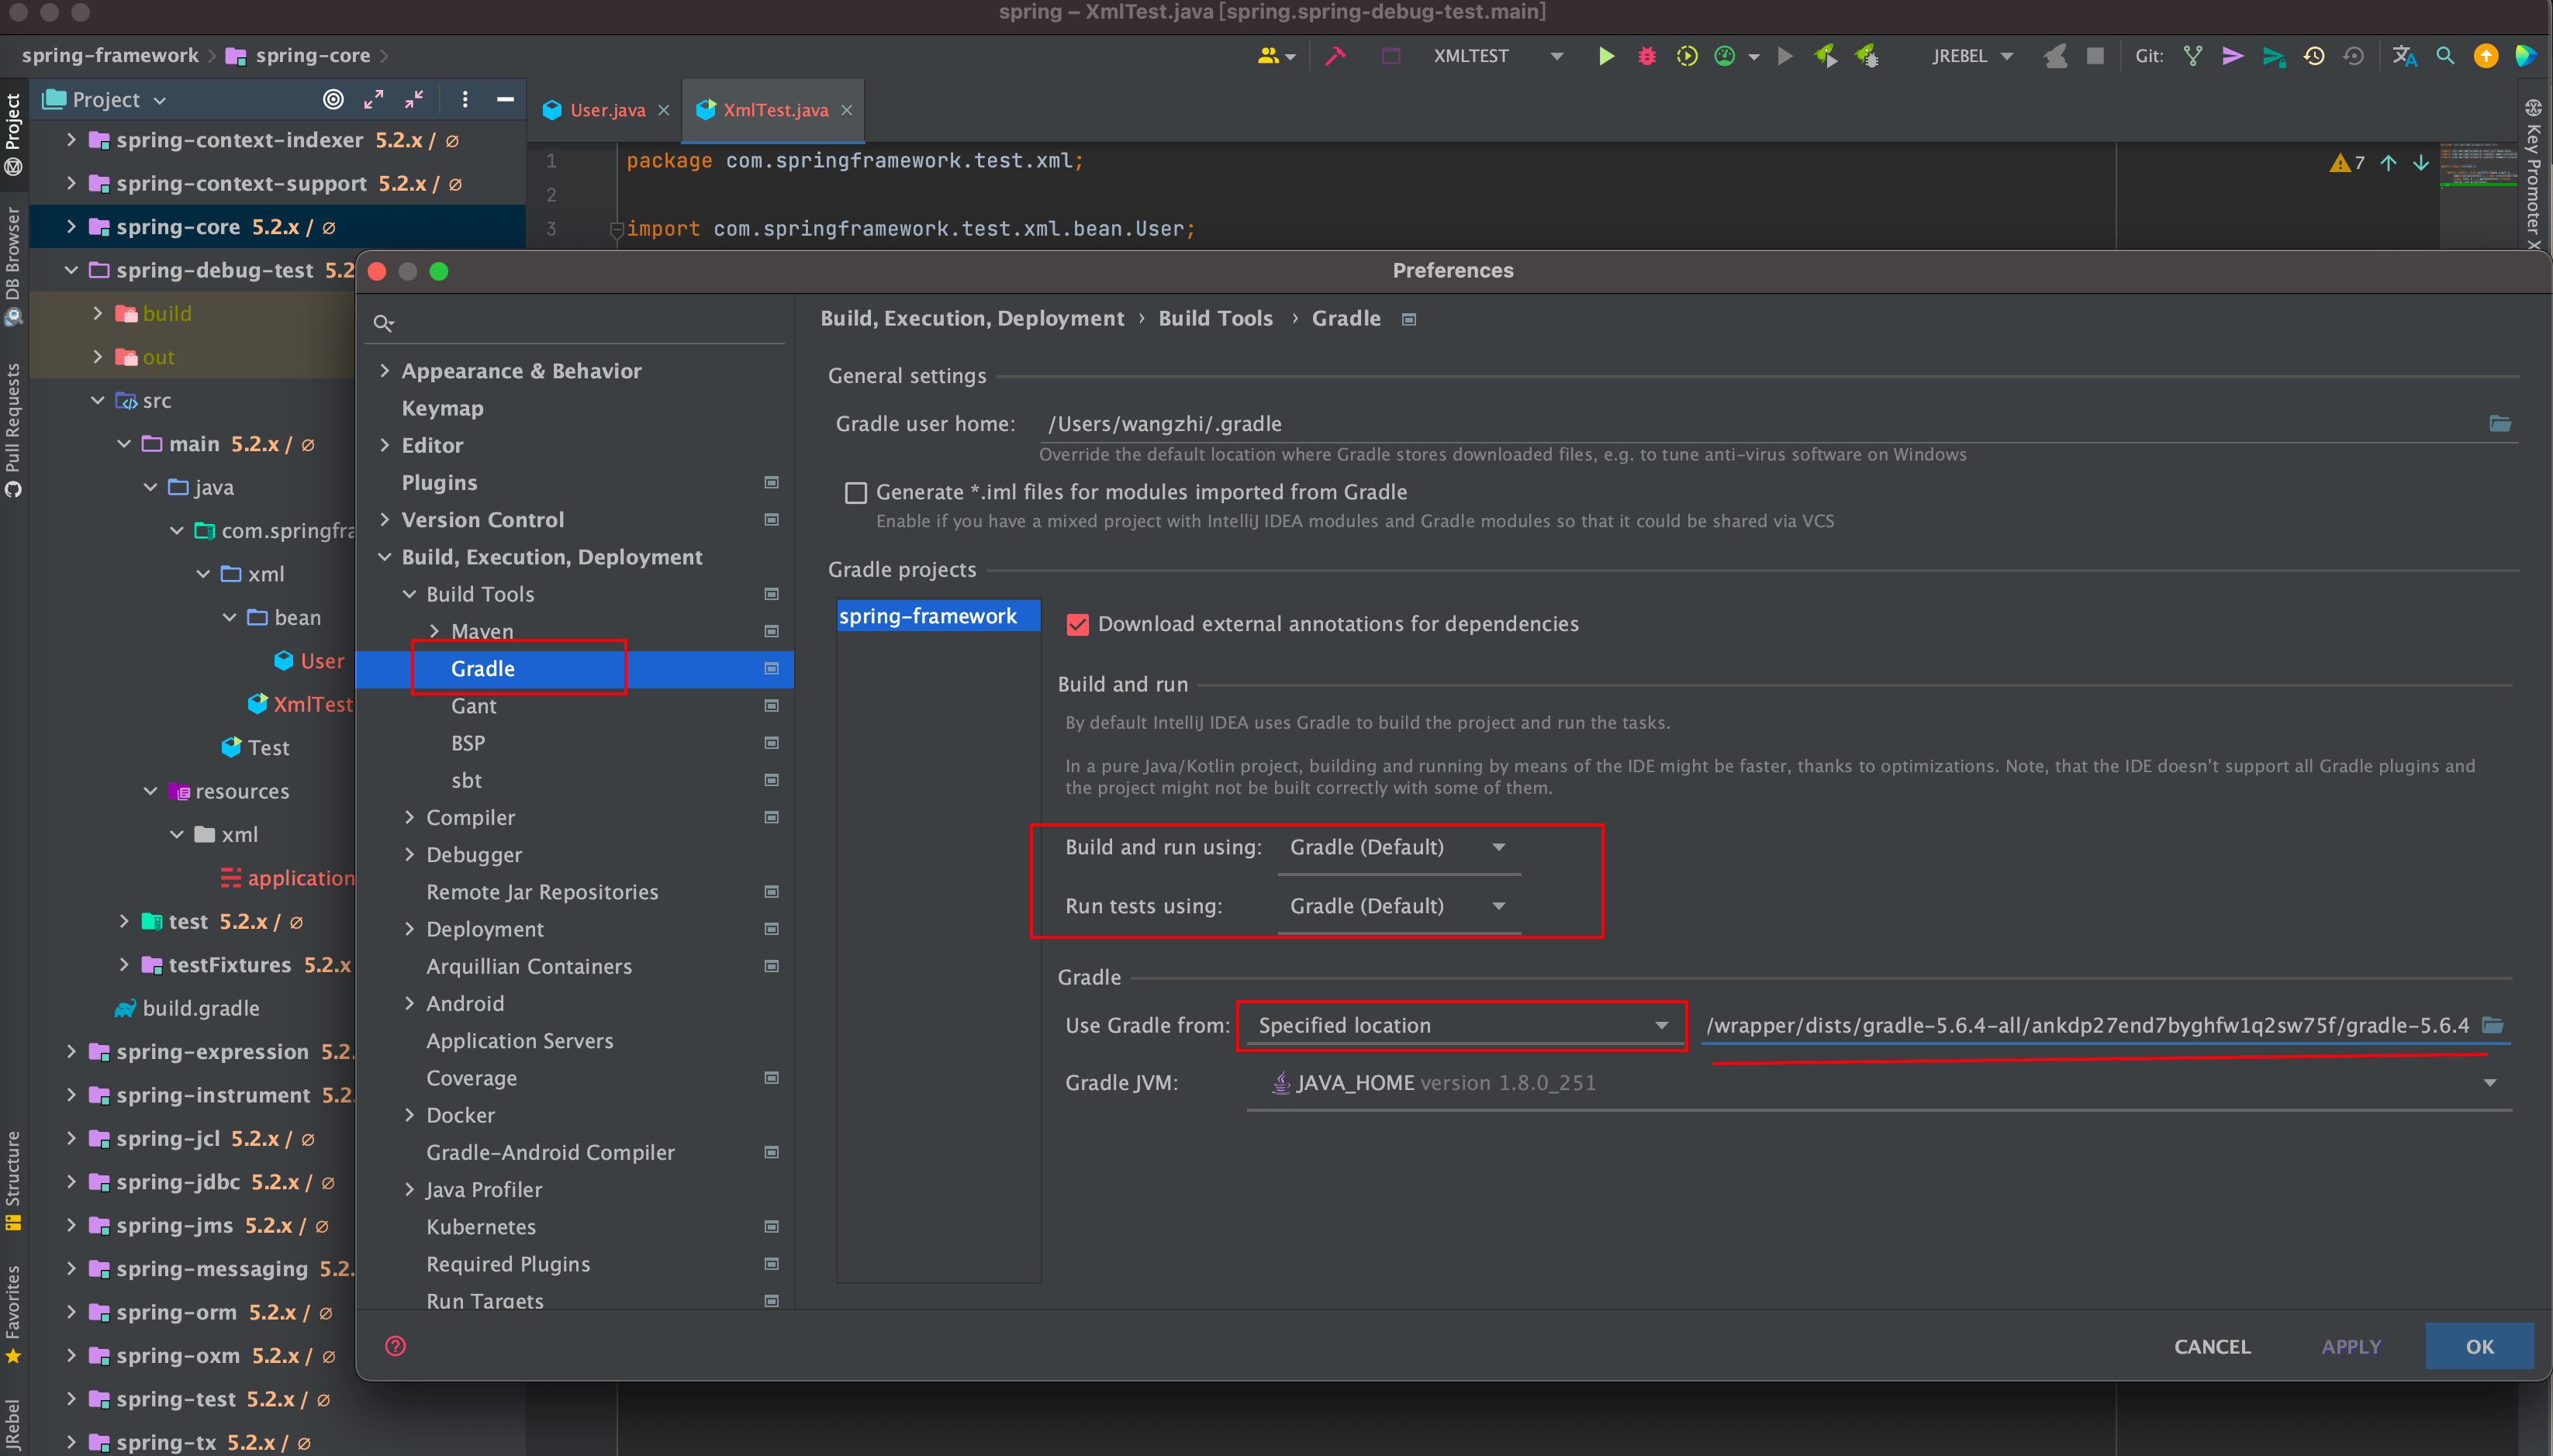 spring – XmlTest.java [spring.spring-debug-test.main]
spring-framework
spring-core
XMLTEST
JREBEL
Git:
Project
User.java
XmlTest.java
Project
DB Browser
Pull Requests
Structure
Favorites
JRebel
Key Promoter X
spring-context-indexer 5.2.x / ∅
spring-context-support 5.2.x / ∅
spring-core 5.2.x / ∅
spring-debug-test 5.2
build
out
src
main 5.2.x / ∅
java
com.springfra
xml
bean
User
XmlTest
Test
resources
xml
application
test 5.2.x / ∅
testFixtures 5.2.x
build.gradle
spring-expression 5.2.
spring-instrument 5.2.
spring-jcl 5.2.x / ∅
spring-jdbc 5.2.x / ∅
spring-jms 5.2.x / ∅
spring-messaging 5.2.
spring-orm 5.2.x / ∅
spring-oxm 5.2.x / ∅
spring-test 5.2.x / ∅
spring-tx 5.2.x / ∅
1 package com.springframework.test.xml;
2
3 import com.springframework.test.xml.bean.User;
7
Preferences
Appearance & Behavior
Keymap
Editor
Plugins
Version Control
Build, Execution, Deployment
Build Tools
Maven
Gradle
Gant
BSP
sbt
Compiler
Debugger
Remote Jar Repositories
Deployment
Arquillian Containers
Android
Application Servers
Coverage
Docker
Gradle-Android Compiler
Java Profiler
Kubernetes
Required Plugins
Run Targets
Build, Execution, Deployment › Build Tools › Gradle
General settings
Gradle user home: /Users/wangzhi/.gradle
Override the default location where Gradle stores downloaded files, e.g. to tune anti-virus software on Windows
Generate *.iml files for modules imported from Gradle
Enable if you have a mixed project with IntelliJ IDEA modules and Gradle modules so that it could be shared via VCS
Gradle projects
spring-framework
Download external annotations for dependencies
Build and run
By default IntelliJ IDEA uses Gradle to build the project and run the tasks.
In a pure Java/Kotlin project, building and running by means of the IDE might be faster, thanks to optimizations. Note, that the IDE doesn't support all Gradle plugins and
the project might not be built correctly with some of them.
Build and run using: Gradle (Default)
Run tests using: Gradle (Default)
Gradle
Use Gradle from: Specified location /wrapper/dists/gradle-5.6.4-all/ankdp27end7byghfw1q2sw75f/gradle-5.6.4
Gradle JVM: JAVA_HOME version 1.8.0_251
CANCEL
APPLY
OK